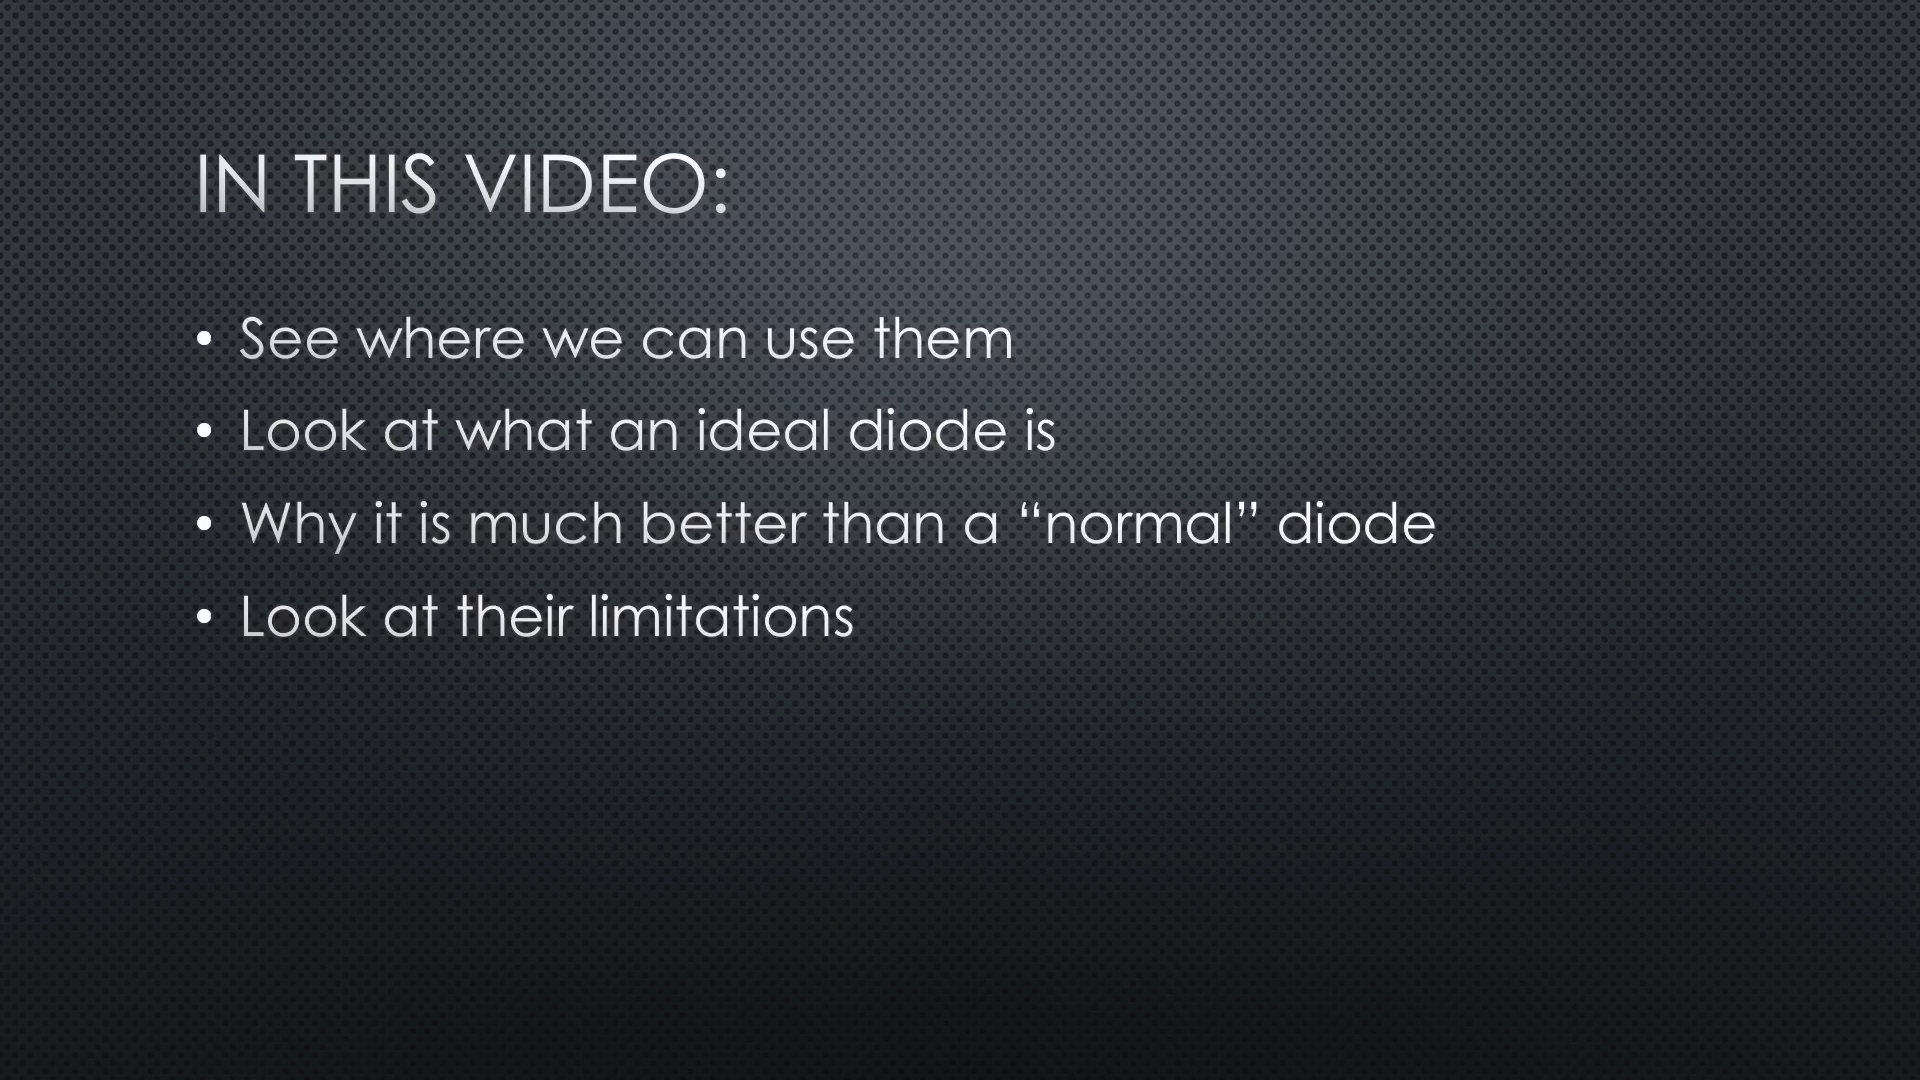 IN THIS VIDEO:
• See where we can use them
• Look at what an ideal diode is
• Why it is much better than a “normal” diode
• Look at their limitations